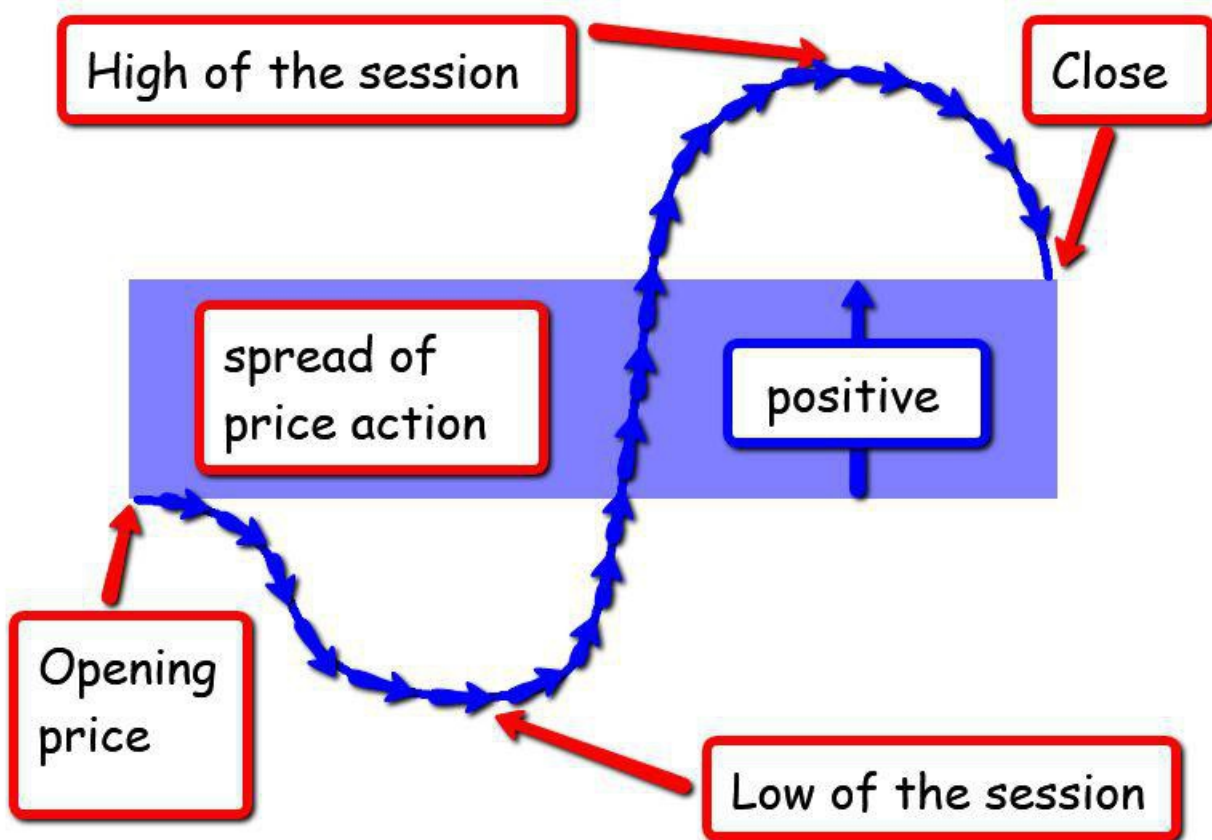 High of the session
Close
spread of
price action
positive
Opening
price
Low of the session